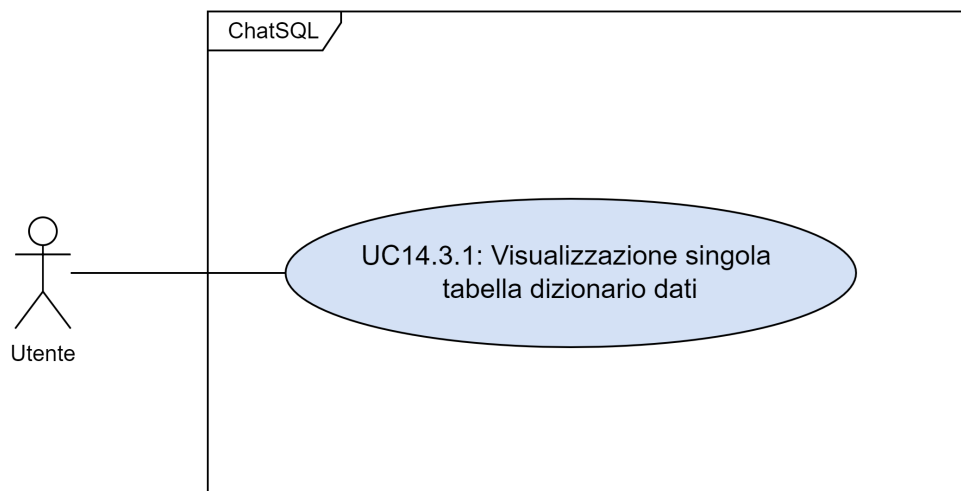 ChatSQL
UC14.3.1: Visualizzazione singola
tabella dizionario dati
Utente